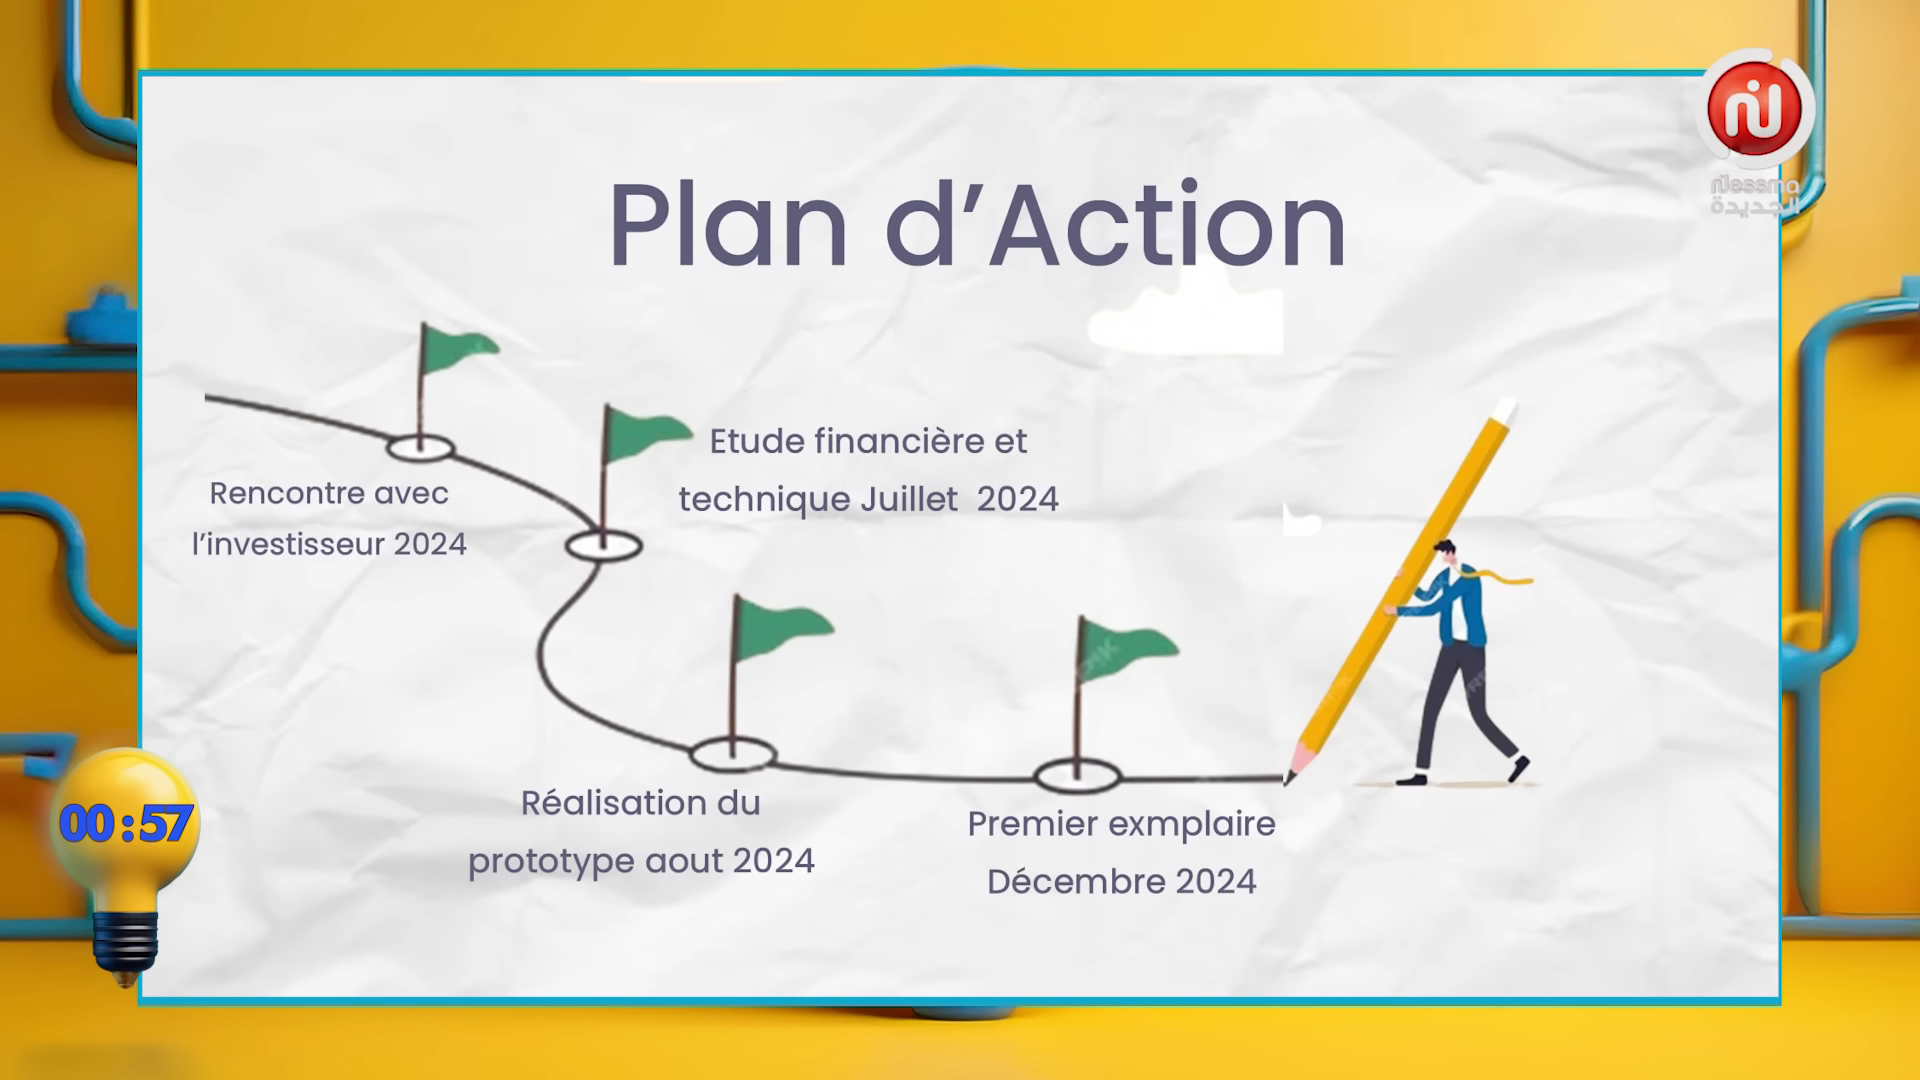 Plan d’Action
nessma
الجديدة
Etude financière et
technique Juillet 2024
Rencontre avec
l’investisseur 2024
Réalisation du
prototype aout 2024
Premier exmplaire
Décembre 2024
00:57